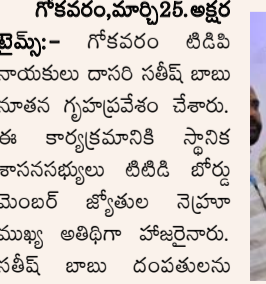 గోకవరం,మార్చి25.అక్షర
టైమ్స్:- గోకవరం టిడిపి
నాయకులు దాసరి సతీష్ బాబు
నూతన గృహప్రవేశం చేశారు.
ఈ కార్యక్రమానికి స్థానిక
శాసనసభ్యులు టిటిడి బోర్డు
మెంబర్ జ్యోతుల నెహ్రూ
ముఖ్య అతిథిగా హాజరైనారు.
సతీష్ బాబు దంపతులను